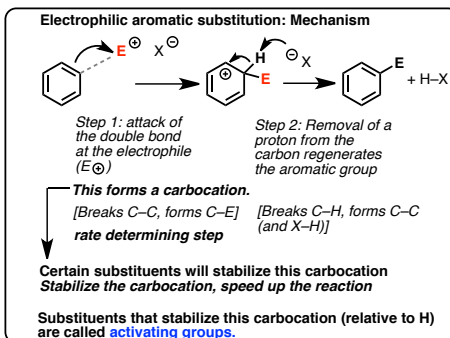 Electrophilic aromatic substitution: Mechanism
E ⊕ X ⊖
H ⊖ X
⊕ E
E
+ H–X
Step 1: attack of
the double bond
at the electrophile
(E⊕)
Step 2: Removal of a
proton from the
carbon regenerates
the aromatic group
This forms a carbocation.
[Breaks C–C, forms C–E]
rate determining step
[Breaks C–H, forms C–C
(and X–H)]
Certain substituents will stabilize this carbocation
Stabilize the carbocation, speed up the reaction
Substituents that stabilize this carbocation (relative to H)
are called activating groups.